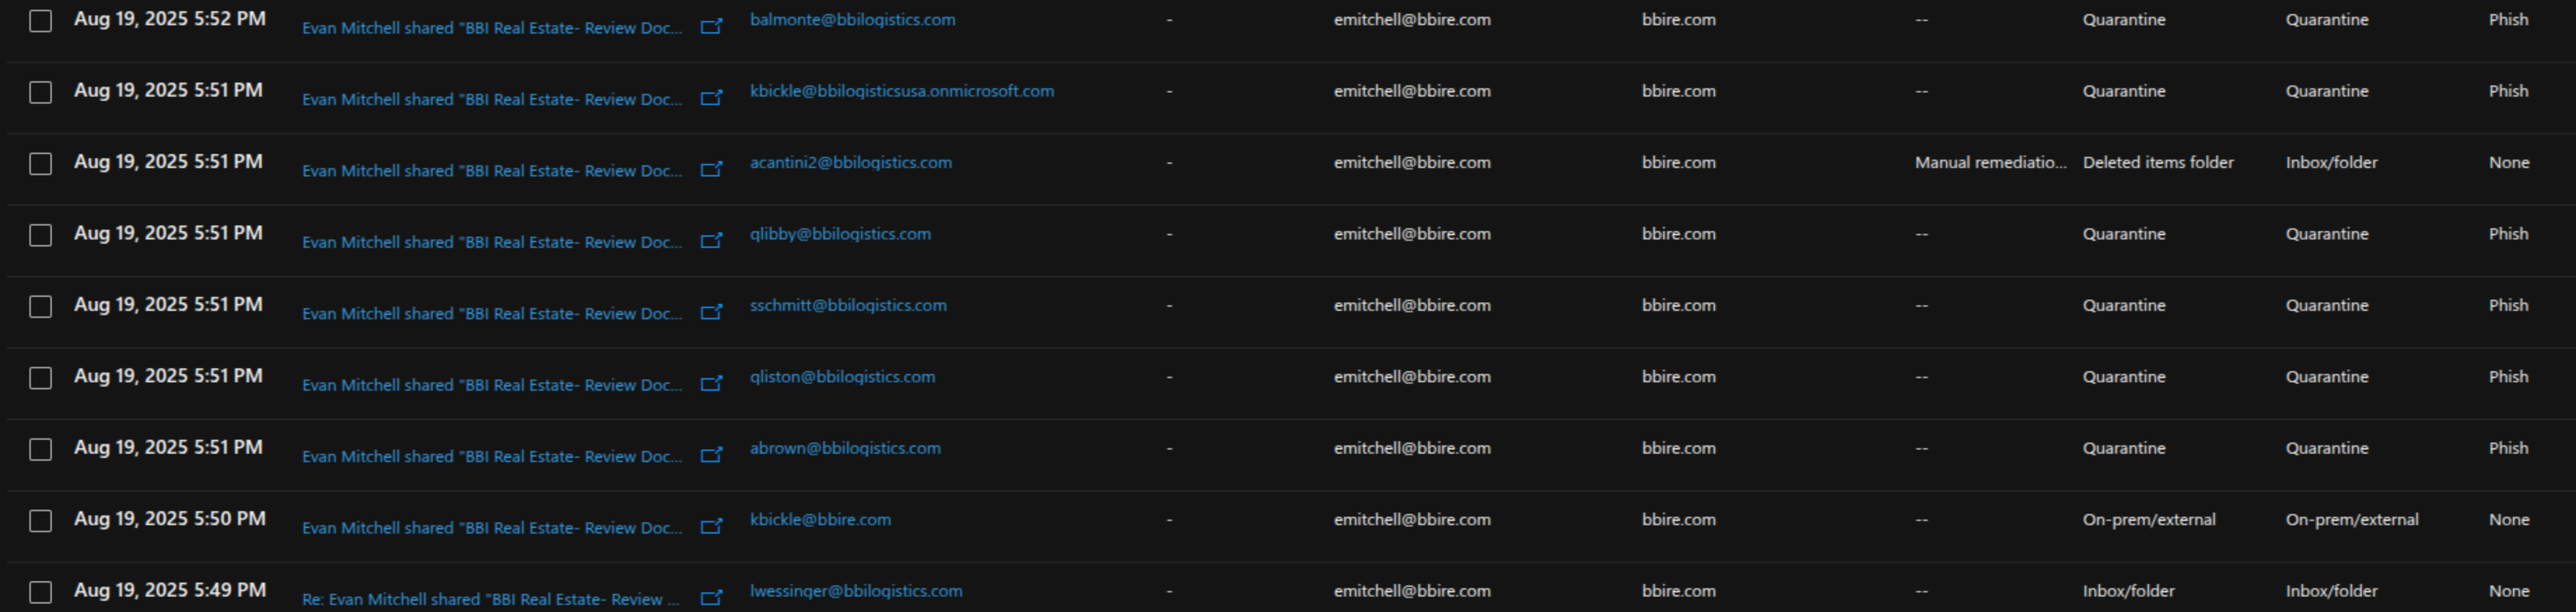 Aug 19, 2025 5:52 PM Evan Mitchell shared "BBI Real Estate- Review Doc... balmonte@bbilogistics.com - emitchell@bbire.com bbire.com -- Quarantine Quarantine Phish
Aug 19, 2025 5:51 PM Evan Mitchell shared "BBI Real Estate- Review Doc... kbickle@bbilogisticsusa.onmicrosoft.com - emitchell@bbire.com bbire.com -- Quarantine Quarantine Phish
Aug 19, 2025 5:51 PM Evan Mitchell shared "BBI Real Estate- Review Doc... acantini2@bbilogistics.com - emitchell@bbire.com bbire.com Manual remediatio... Deleted items folder Inbox/folder None
Aug 19, 2025 5:51 PM Evan Mitchell shared "BBI Real Estate- Review Doc... qlibby@bbilogistics.com - emitchell@bbire.com bbire.com -- Quarantine Quarantine Phish
Aug 19, 2025 5:51 PM Evan Mitchell shared "BBI Real Estate- Review Doc... sschmitt@bbilogistics.com - emitchell@bbire.com bbire.com -- Quarantine Quarantine Phish
Aug 19, 2025 5:51 PM Evan Mitchell shared "BBI Real Estate- Review Doc... qliston@bbilogistics.com - emitchell@bbire.com bbire.com -- Quarantine Quarantine Phish
Aug 19, 2025 5:51 PM Evan Mitchell shared "BBI Real Estate- Review Doc... abrown@bbilogistics.com - emitchell@bbire.com bbire.com -- Quarantine Quarantine Phish
Aug 19, 2025 5:50 PM Evan Mitchell shared "BBI Real Estate- Review Doc... kbickle@bbire.com - emitchell@bbire.com bbire.com -- On-prem/external On-prem/external None
Aug 19, 2025 5:49 PM Re: Evan Mitchell shared "BBI Real Estate- Review ... lwessinger@bbilogistics.com - emitchell@bbire.com bbire.com -- Inbox/folder Inbox/folder None